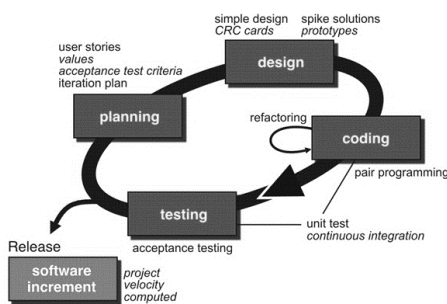 simple design
CRC cards
spike solutions
prototypes
user stories
values
acceptance test criteria
iteration plan
design
planning
refactoring
coding
pair programming
testing
unit test
continuous integration
acceptance testing
Release
software
increment
project
velocity
computed